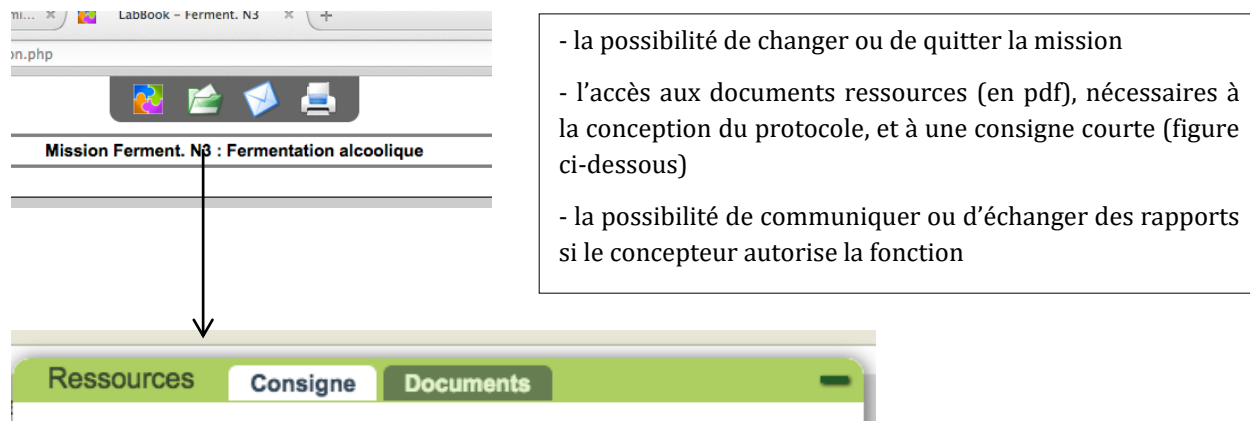 mi...
LabBook – Ferment. N3
on.php
Mission Ferment. N3 : Fermentation alcoolique
- la possibilité de changer ou de quitter la mission
- l’accès aux documents ressources (en pdf), nécessaires à
la conception du protocole, et à une consigne courte (figure
ci-dessous)
- la possibilité de communiquer ou d’échanger des rapports
si le concepteur autorise la fonction
Ressources Consigne Documents